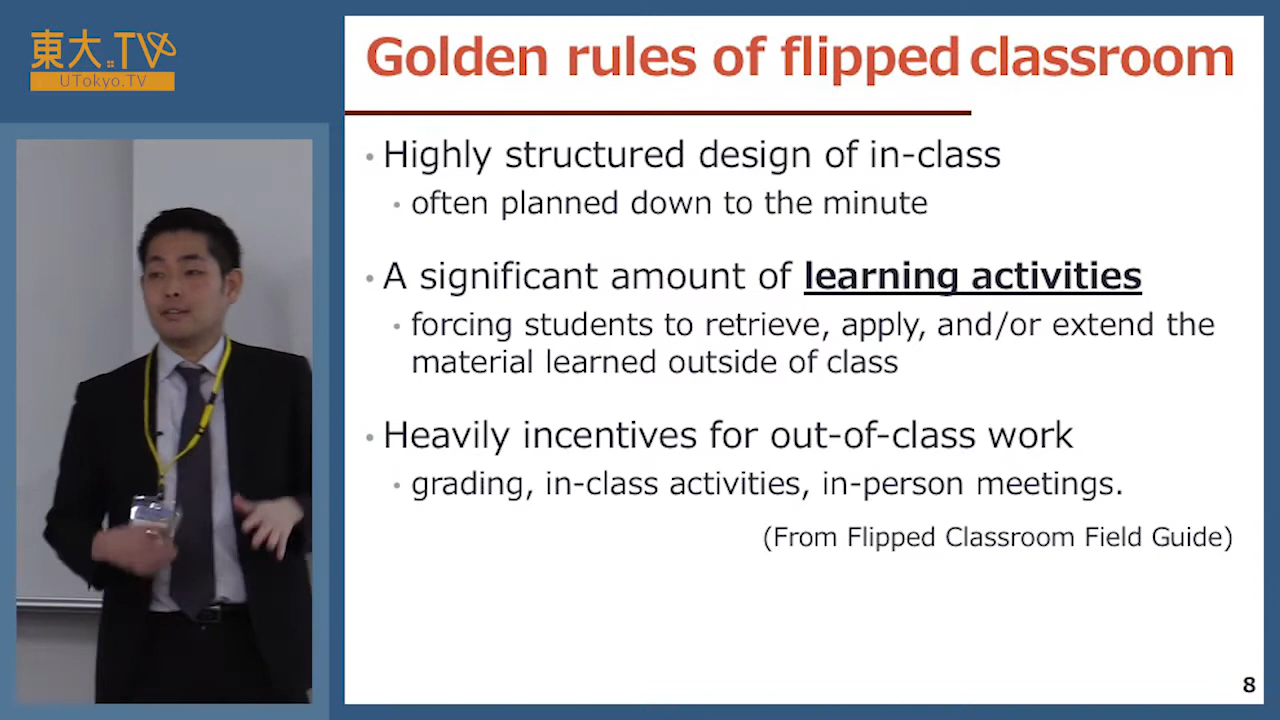 東大.TV
UTokyo.TV
Golden rules of flipped classroom
• Highly structured design of in-class
• often planned down to the minute
• A significant amount of learning activities
• forcing students to retrieve, apply, and/or extend the
material learned outside of class
• Heavily incentives for out-of-class work
• grading, in-class activities, in-person meetings.
(From Flipped Classroom Field Guide)
8